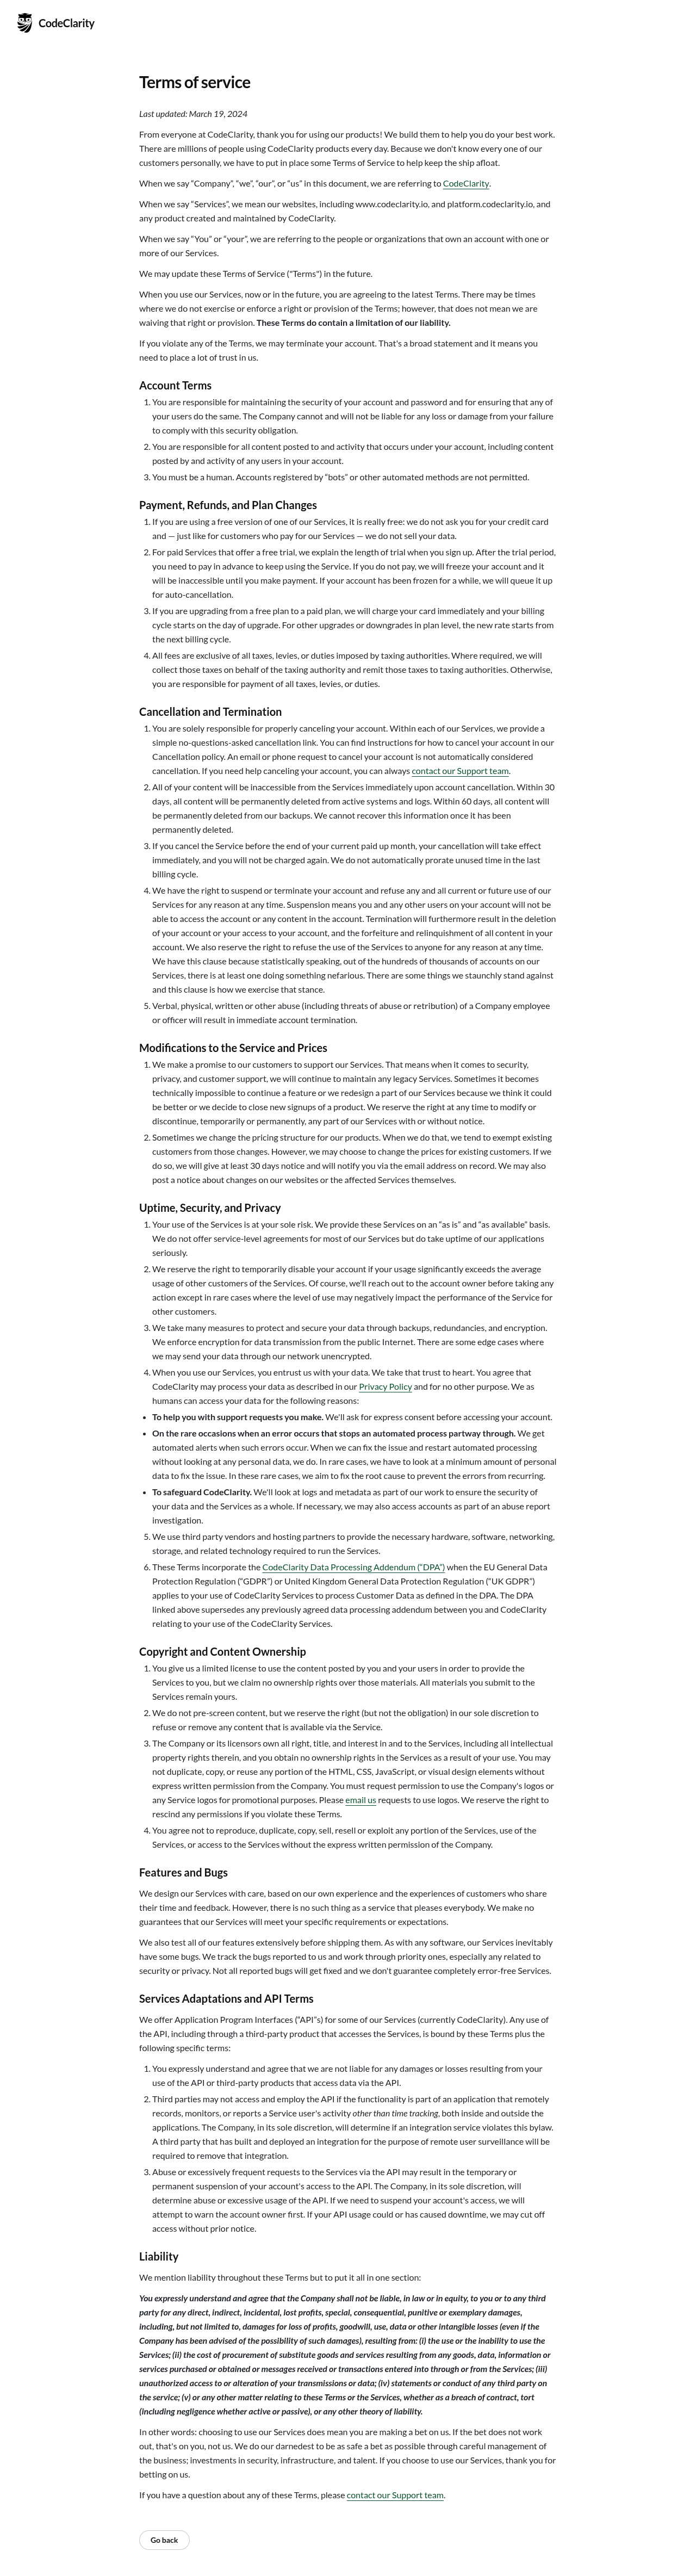 CodeClarity
Terms of service
Last updated: March 19, 2024
From everyone at CodeClarity, thank you for using our products! We build them to help you do your best work.
There are millions of people using CodeClarity products every day. Because we don't know every one of our
customers personally, we have to put in place some Terms of Service to help keep the ship afloat.
When we say “Company”, “we”, “our”, or “us” in this document, we are referring to CodeClarity.
When we say “Services”, we mean our websites, including www.codeclarity.io, and platform.codeclarity.io, and
any product created and maintained by CodeClarity.
When we say “You” or “your”, we are referring to the people or organizations that own an account with one or
more of our Services.
We may update these Terms of Service ("Terms") in the future.
When you use our Services, now or in the future, you are agreeing to the latest Terms. There may be times
where we do not exercise or enforce a right or provision of the Terms; however, that does not mean we are
waiving that right or provision. These Terms do contain a limitation of our liability.
If you violate any of the Terms, we may terminate your account. That's a broad statement and it means you
need to place a lot of trust in us.
Account Terms
1. You are responsible for maintaining the security of your account and password and for ensuring that any of
your users do the same. The Company cannot and will not be liable for any loss or damage from your failure
to comply with this security obligation.
2. You are responsible for all content posted to and activity that occurs under your account, including content
posted by and activity of any users in your account.
3. You must be a human. Accounts registered by “bots” or other automated methods are not permitted.
Payment, Refunds, and Plan Changes
1. If you are using a free version of one of our Services, it is really free: we do not ask you for your credit card
and — just like for customers who pay for our Services — we do not sell your data.
2. For paid Services that offer a free trial, we explain the length of trial when you sign up. After the trial period,
you need to pay in advance to keep using the Service. If you do not pay, we will freeze your account and it
will be inaccessible until you make payment. If your account has been frozen for a while, we will queue it up
for auto-cancellation.
3. If you are upgrading from a free plan to a paid plan, we will charge your card immediately and your billing
cycle starts on the day of upgrade. For other upgrades or downgrades in plan level, the new rate starts from
the next billing cycle.
4. All fees are exclusive of all taxes, levies, or duties imposed by taxing authorities. Where required, we will
collect those taxes on behalf of the taxing authority and remit those taxes to taxing authorities. Otherwise,
you are responsible for payment of all taxes, levies, or duties.
Cancellation and Termination
1. You are solely responsible for properly canceling your account. Within each of our Services, we provide a
simple no-questions-asked cancellation link. You can find instructions for how to cancel your account in our
Cancellation policy. An email or phone request to cancel your account is not automatically considered
cancellation. If you need help canceling your account, you can always contact our Support team.
2. All of your content will be inaccessible from the Services immediately upon account cancellation. Within 30
days, all content will be permanently deleted from active systems and logs. Within 60 days, all content will
be permanently deleted from our backups. We cannot recover this information once it has been
permanently deleted.
3. If you cancel the Service before the end of your current paid up month, your cancellation will take effect
immediately, and you will not be charged again. We do not automatically prorate unused time in the last
billing cycle.
4. We have the right to suspend or terminate your account and refuse any and all current or future use of our
Services for any reason at any time. Suspension means you and any other users on your account will not be
able to access the account or any content in the account. Termination will furthermore result in the deletion
of your account or your access to your account, and the forfeiture and relinquishment of all content in your
account. We also reserve the right to refuse the use of the Services to anyone for any reason at any time.
We have this clause because statistically speaking, out of the hundreds of thousands of accounts on our
Services, there is at least one doing something nefarious. There are some things we staunchly stand against
and this clause is how we exercise that stance.
5. Verbal, physical, written or other abuse (including threats of abuse or retribution) of a Company employee
or officer will result in immediate account termination.
Modifications to the Service and Prices
1. We make a promise to our customers to support our Services. That means when it comes to security,
privacy, and customer support, we will continue to maintain any legacy Services. Sometimes it becomes
technically impossible to continue a feature or we redesign a part of our Services because we think it could
be better or we decide to close new signups of a product. We reserve the right at any time to modify or
discontinue, temporarily or permanently, any part of our Services with or without notice.
2. Sometimes we change the pricing structure for our products. When we do that, we tend to exempt existing
customers from those changes. However, we may choose to change the prices for existing customers. If we
do so, we will give at least 30 days notice and will notify you via the email address on record. We may also
post a notice about changes on our websites or the affected Services themselves.
Uptime, Security, and Privacy
1. Your use of the Services is at your sole risk. We provide these Services on an “as is” and “as available” basis.
We do not offer service-level agreements for most of our Services but do take uptime of our applications
seriously.
2. We reserve the right to temporarily disable your account if your usage significantly exceeds the average
usage of other customers of the Services. Of course, we'll reach out to the account owner before taking any
action except in rare cases where the level of use may negatively impact the performance of the Service for
other customers.
3. We take many measures to protect and secure your data through backups, redundancies, and encryption.
We enforce encryption for data transmission from the public Internet. There are some edge cases where
we may send your data through our network unencrypted.
4. When you use our Services, you entrust us with your data. We take that trust to heart. You agree that
CodeClarity may process your data as described in our Privacy Policy and for no other purpose. We as
humans can access your data for the following reasons:
• To help you with support requests you make. We'll ask for express consent before accessing your account.
• On the rare occasions when an error occurs that stops an automated process partway through. We get
automated alerts when such errors occur. When we can fix the issue and restart automated processing
without looking at any personal data, we do. In rare cases, we have to look at a minimum amount of personal
data to fix the issue. In these rare cases, we aim to fix the root cause to prevent the errors from recurring.
• To safeguard CodeClarity. We'll look at logs and metadata as part of our work to ensure the security of
your data and the Services as a whole. If necessary, we may also access accounts as part of an abuse report
investigation.
5. We use third party vendors and hosting partners to provide the necessary hardware, software, networking,
storage, and related technology required to run the Services.
6. These Terms incorporate the CodeClarity Data Processing Addendum (“DPA”) when the EU General Data
Protection Regulation (“GDPR”) or United Kingdom General Data Protection Regulation (“UK GDPR”)
applies to your use of CodeClarity Services to process Customer Data as defined in the DPA. The DPA
linked above supersedes any previously agreed data processing addendum between you and CodeClarity
relating to your use of the CodeClarity Services.
Copyright and Content Ownership
1. You give us a limited license to use the content posted by you and your users in order to provide the
Services to you, but we claim no ownership rights over those materials. All materials you submit to the
Services remain yours.
2. We do not pre-screen content, but we reserve the right (but not the obligation) in our sole discretion to
refuse or remove any content that is available via the Service.
3. The Company or its licensors own all right, title, and interest in and to the Services, including all intellectual
property rights therein, and you obtain no ownership rights in the Services as a result of your use. You may
not duplicate, copy, or reuse any portion of the HTML, CSS, JavaScript, or visual design elements without
express written permission from the Company. You must request permission to use the Company's logos or
any Service logos for promotional purposes. Please email us requests to use logos. We reserve the right to
rescind any permissions if you violate these Terms.
4. You agree not to reproduce, duplicate, copy, sell, resell or exploit any portion of the Services, use of the
Services, or access to the Services without the express written permission of the Company.
Features and Bugs
We design our Services with care, based on our own experience and the experiences of customers who share
their time and feedback. However, there is no such thing as a service that pleases everybody. We make no
guarantees that our Services will meet your specific requirements or expectations.
We also test all of our features extensively before shipping them. As with any software, our Services inevitably
have some bugs. We track the bugs reported to us and work through priority ones, especially any related to
security or privacy. Not all reported bugs will get fixed and we don't guarantee completely error-free Services.
Services Adaptations and API Terms
We offer Application Program Interfaces (“API”s) for some of our Services (currently CodeClarity). Any use of
the API, including through a third-party product that accesses the Services, is bound by these Terms plus the
following specific terms:
1. You expressly understand and agree that we are not liable for any damages or losses resulting from your
use of the API or third-party products that access data via the API.
2. Third parties may not access and employ the API if the functionality is part of an application that remotely
records, monitors, or reports a Service user's activity other than time tracking, both inside and outside the
applications. The Company, in its sole discretion, will determine if an integration service violates this bylaw.
A third party that has built and deployed an integration for the purpose of remote user surveillance will be
required to remove that integration.
3. Abuse or excessively frequent requests to the Services via the API may result in the temporary or
permanent suspension of your account's access to the API. The Company, in its sole discretion, will
determine abuse or excessive usage of the API. If we need to suspend your account's access, we will
attempt to warn the account owner first. If your API usage could or has caused downtime, we may cut off
access without prior notice.
Liability
We mention liability throughout these Terms but to put it all in one section:
You expressly understand and agree that the Company shall not be liable, in law or in equity, to you or to any third
party for any direct, indirect, incidental, lost profits, special, consequential, punitive or exemplary damages,
including, but not limited to, damages for loss of profits, goodwill, use, data or other intangible losses (even if the
Company has been advised of the possibility of such damages), resulting from: (i) the use or the inability to use the
Services; (ii) the cost of procurement of substitute goods and services resulting from any goods, data, information or
services purchased or obtained or messages received or transactions entered into through or from the Services; (iii)
unauthorized access to or alteration of your transmissions or data; (iv) statements or conduct of any third party on
the service; (v) or any other matter relating to these Terms or the Services, whether as a breach of contract, tort
(including negligence whether active or passive), or any other theory of liability.
In other words: choosing to use our Services does mean you are making a bet on us. If the bet does not work
out, that's on you, not us. We do our darnedest to be as safe a bet as possible through careful management of
the business; investments in security, infrastructure, and talent. If you choose to use our Services, thank you for
betting on us.
If you have a question about any of these Terms, please contact our Support team.
Go back